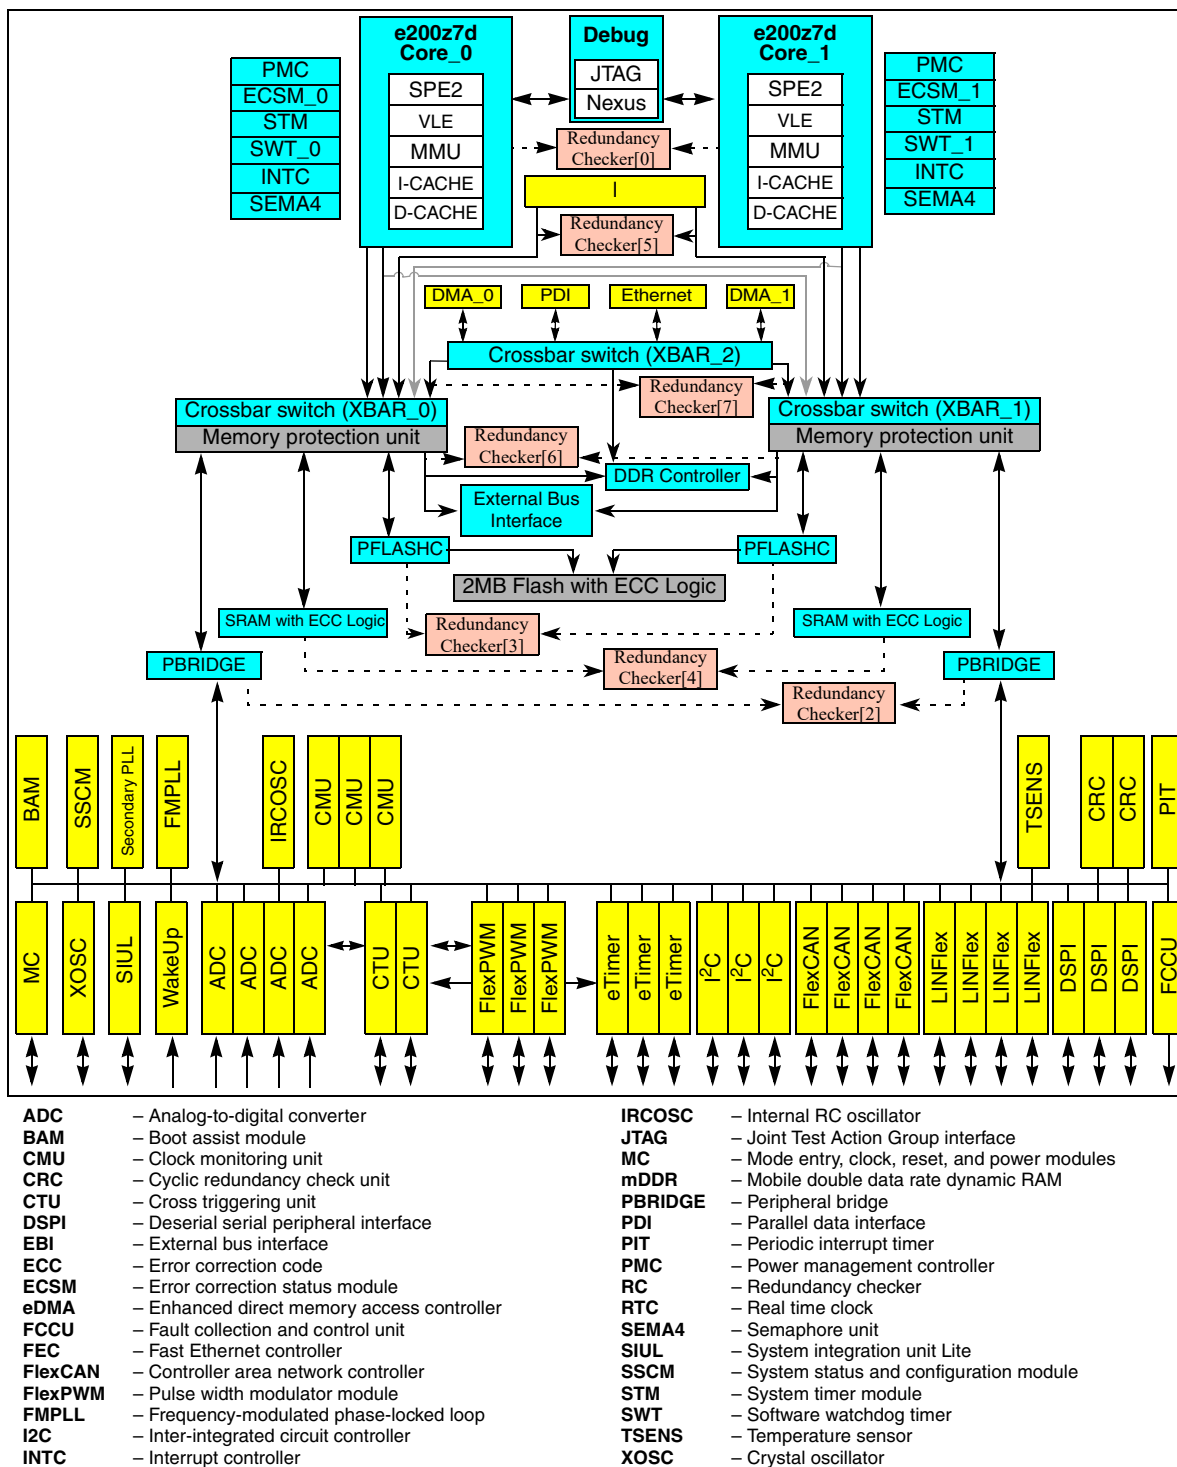 e200z7d
Core_0
SPE2
VLE
MMU
I-CACHE
D-CACHE
Debug
JTAG
Nexus
e200z7d
Core_1
SPE2
VLE
MMU
I-CACHE
D-CACHE
PMC
ECSM_0
STM
SWT_0
INTC
SEMA4
PMC
ECSM_1
STM
SWT_1
INTC
SEMA4
Redundancy
Checker[0]
I
Redundancy
Checker[5]
DMA_0
PDI
Ethernet
DMA_1
Crossbar switch (XBAR_2)
Redundancy
Checker[7]
Crossbar switch (XBAR_0)
Memory protection unit
Crossbar switch (XBAR_1)
Memory protection unit
Redundancy
Checker[6]
DDR Controller
External Bus
Interface
PFLASHC
PFLASHC
2MB Flash with ECC Logic
SRAM with ECC Logic
SRAM with ECC Logic
Redundancy
Checker[3]
Redundancy
Checker[4]
PBRIDGE
PBRIDGE
Redundancy
Checker[2]
BAM
SSCM
Secondary PLL
FMPLL
IRCOSC
CMU
CMU
CMU
TSENS
CRC
CRC
PIT
MC
XOSC
SIUL
WakeUp
ADC
ADC
ADC
ADC
CTU
CTU
FlexPWM
FlexPWM
FlexPWM
eTimer
eTimer
eTimer
I²C
I²C
I²C
FlexCAN
FlexCAN
FlexCAN
FlexCAN
LINFlex
LINFlex
LINFlex
LINFlex
DSPI
DSPI
DSPI
FCCU
ADC – Analog-to-digital converter
BAM – Boot assist module
CMU – Clock monitoring unit
CRC – Cyclic redundancy check unit
CTU – Cross triggering unit
DSPI – Deserial serial peripheral interface
EBI – External bus interface
ECC – Error correction code
ECSM – Error correction status module
eDMA – Enhanced direct memory access controller
FCCU – Fault collection and control unit
FEC – Fast Ethernet controller
FlexCAN – Controller area network controller
FlexPWM – Pulse width modulator module
FMPLL – Frequency-modulated phase-locked loop
I2C – Inter-integrated circuit controller
INTC – Interrupt controller
IRCOSC – Internal RC oscillator
JTAG – Joint Test Action Group interface
MC – Mode entry, clock, reset, and power modules
mDDR – Mobile double data rate dynamic RAM
PBRIDGE – Peripheral bridge
PDI – Parallel data interface
PIT – Periodic interrupt timer
PMC – Power management controller
RC – Redundancy checker
RTC – Real time clock
SEMA4 – Semaphore unit
SIUL – System integration unit Lite
SSCM – System status and configuration module
STM – System timer module
SWT – Software watchdog timer
TSENS – Temperature sensor
XOSC – Crystal oscillator